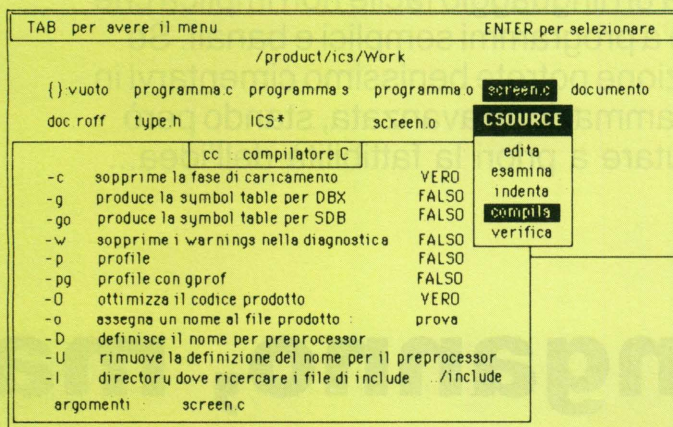 TAB per avere il menu ENTER per selezionare
/product/ics/Work
{}:vuoto programma.c programma.s programma.o screen.c documento
doc.roff type.h ICS* screen.o CSOURCE
edita
esamina
indenta
compila
verifica
cc compilatore C
-c sopprime la fase di caricamento VERO
-g produce la symbol table per DBX FALSO
-go produce la symbol table per SDB FALSO
-w sopprime i warnings nella diagnostica FALSO
-p profile FALSO
-pg profile con gprof FALSO
-O ottimizza il codice prodotto VERO
-o assegna un nome al file prodotto : prova
-D definisce il nome per preprocessor
-U rimuove la definizione del nome per il preprocessor
-I directory dove ricercare i file di include ../include
argomenti : screen.c